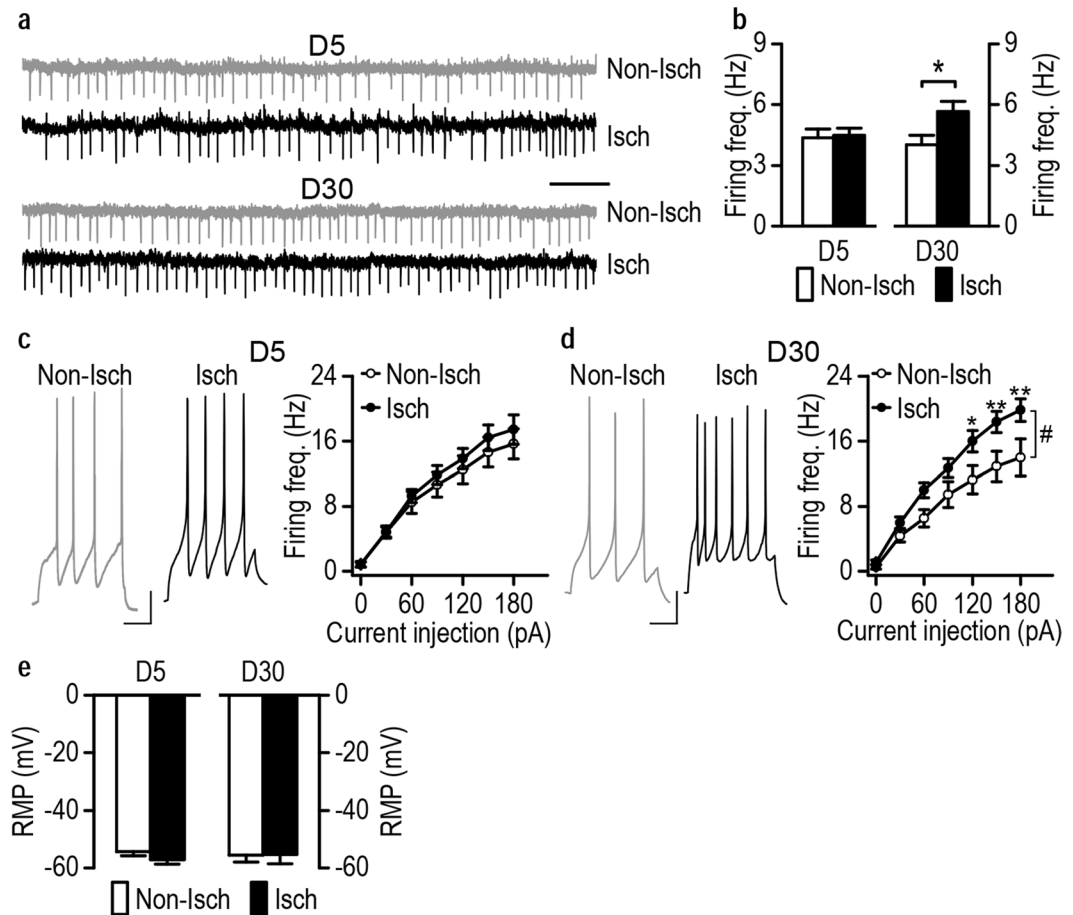 a
D5
Non-Isch
Isch
D30
Non-Isch
Isch
b
Firing freq. (Hz)
9
6
3
0
*
D5
D30
9
6
3
0
Firing freq. (Hz)
Non-Isch
Isch
c
D5
Non-Isch
Isch
Firing freq. (Hz)
24
16
8
0
Non-Isch
Isch
0
60
120
180
Current injection (pA)
d
D30
Non-Isch
Isch
Firing freq. (Hz)
24
16
8
0
Non-Isch
Isch
*
**
**
#
0
60
120
180
Current injection (pA)
e
D5
D30
RMP (mV)
0
-20
-40
-60
0
-20
-40
-60
RMP (mV)
Non-Isch
Isch